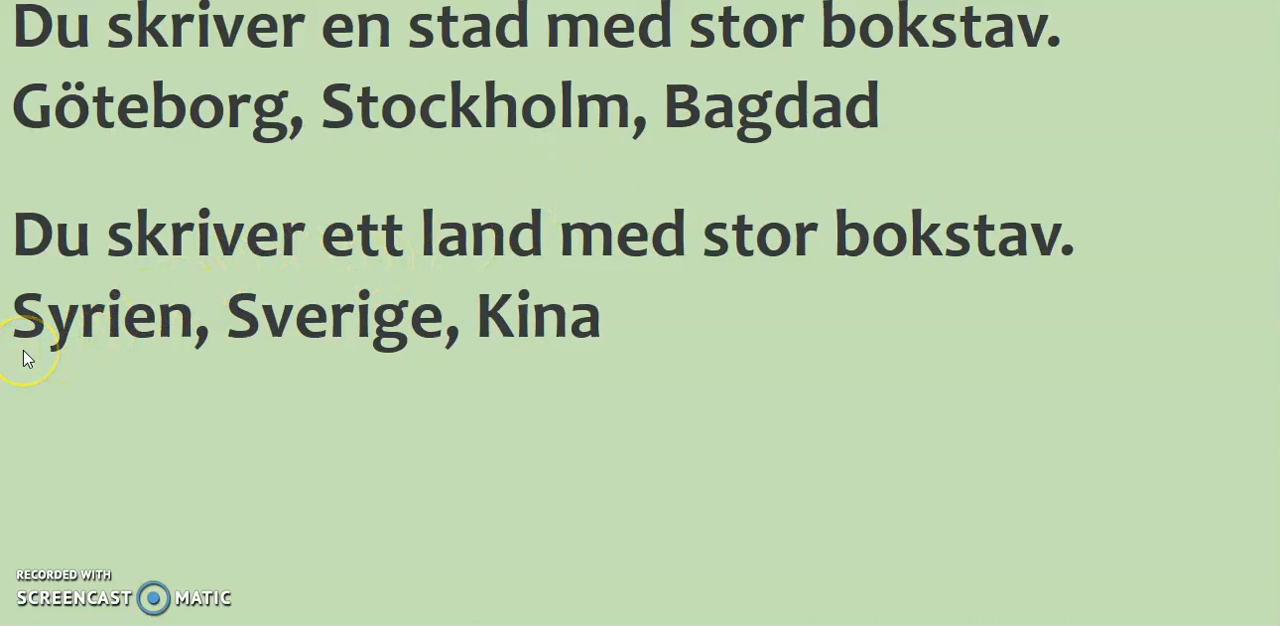 Du skriver en stad med stor bokstav.
Göteborg, Stockholm, Bagdad
Du skriver ett land med stor bokstav.
Syrien, Sverige, Kina
RECORDED WITH
SCREENCAST MATIC